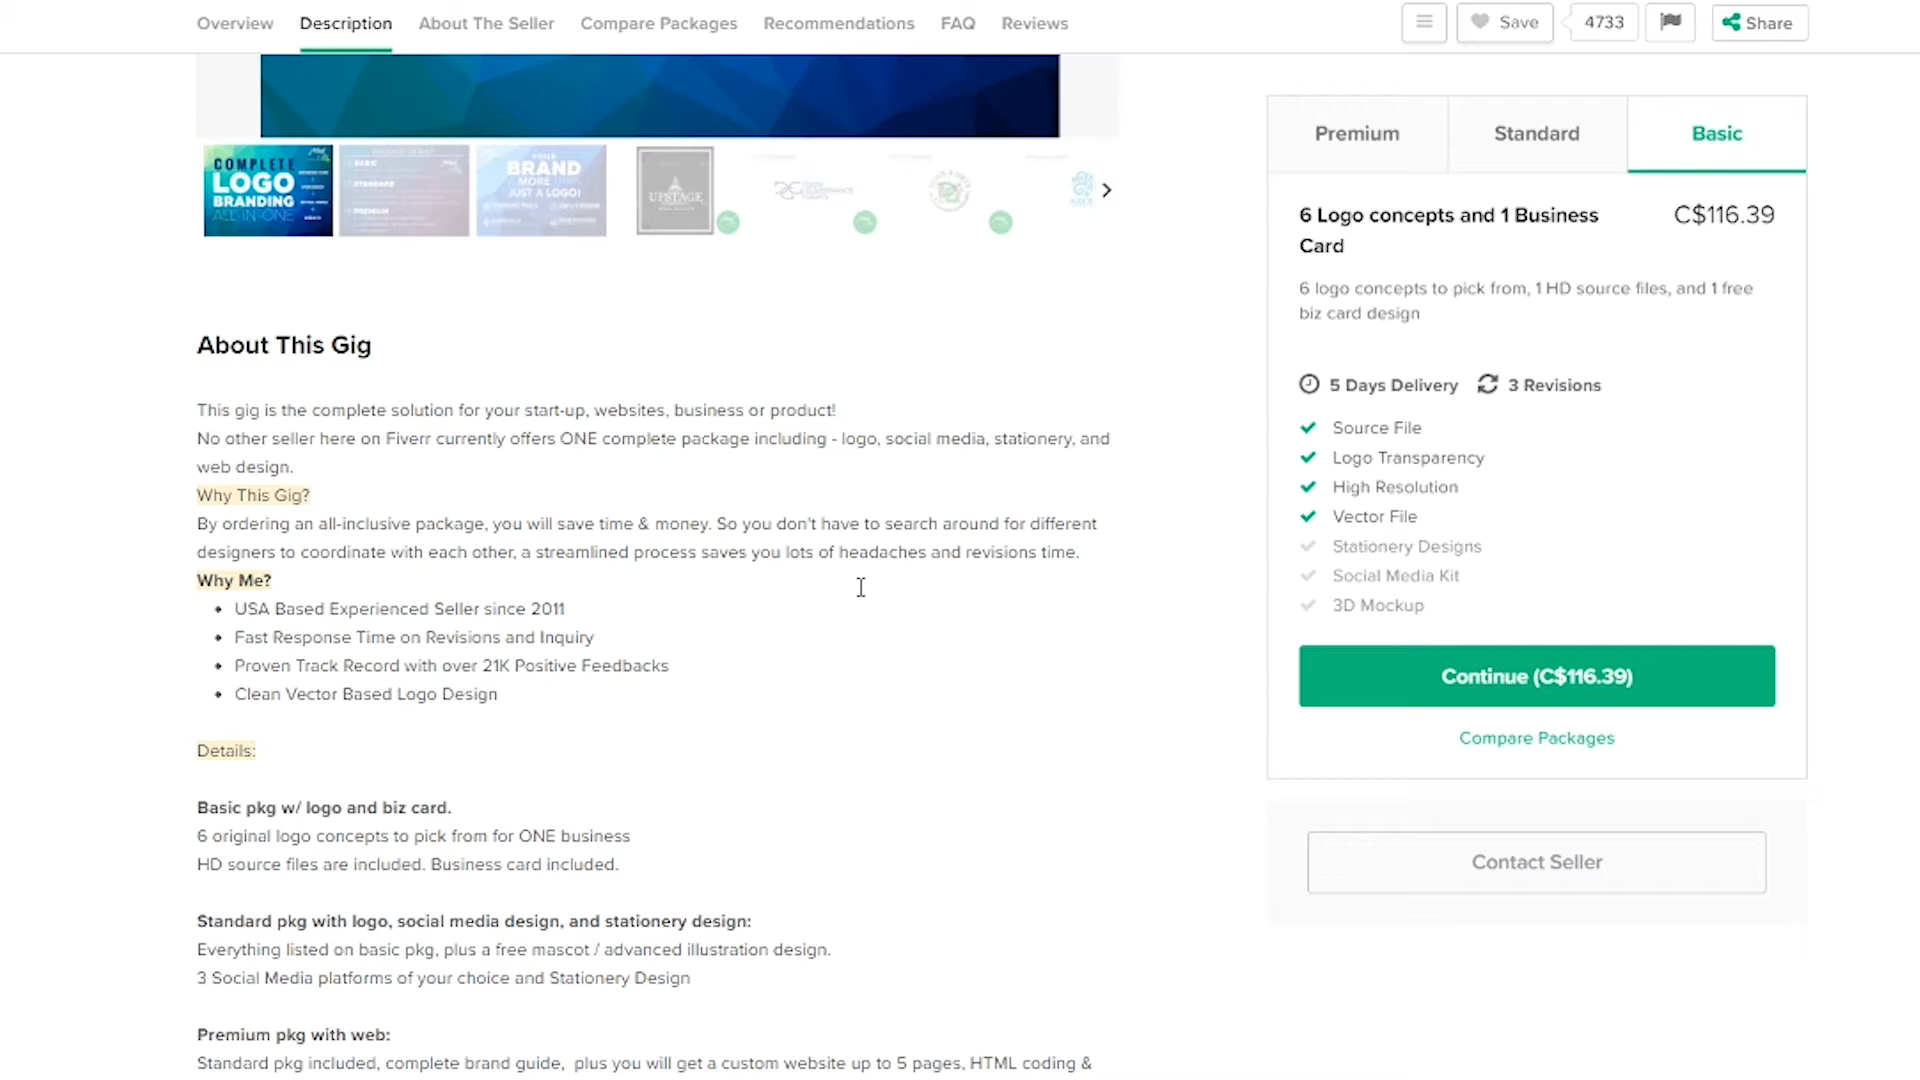 Overview Description About The Seller Compare Packages Recommendations FAQ Reviews
Save 4733 Share
COMPLETE
LOGO
BRANDING
ALL-IN-ONE
BASIC
STANDARD
PREMIUM
YOUR
BRAND
MORE
JUST A LOGO!
UPSTAGE
About This Gig
This gig is the complete solution for your start-up, websites, business or product!
No other seller here on Fiverr currently offers ONE complete package including - logo, social media, stationery, and
web design.
Why This Gig?
By ordering an all-inclusive package, you will save time & money. So you don't have to search around for different
designers to coordinate with each other, a streamlined process saves you lots of headaches and revisions time.
Why Me?
• USA Based Experienced Seller since 2011
• Fast Response Time on Revisions and Inquiry
• Proven Track Record with over 21K Positive Feedbacks
• Clean Vector Based Logo Design
Details:
Basic pkg w/ logo and biz card.
6 original logo concepts to pick from for ONE business
HD source files are included. Business card included.
Standard pkg with logo, social media design, and stationery design:
Everything listed on basic pkg, plus a free mascot / advanced illustration design.
3 Social Media platforms of your choice and Stationery Design
Premium pkg with web:
Standard pkg included, complete brand guide, plus you will get a custom website up to 5 pages, HTML coding &
Premium Standard Basic
6 Logo concepts and 1 Business C$116.39
Card
6 logo concepts to pick from, 1 HD source files, and 1 free
biz card design
5 Days Delivery 3 Revisions
Source File
Logo Transparency
High Resolution
Vector File
Stationery Designs
Social Media Kit
3D Mockup
Continue (C$116.39)
Compare Packages
Contact Seller